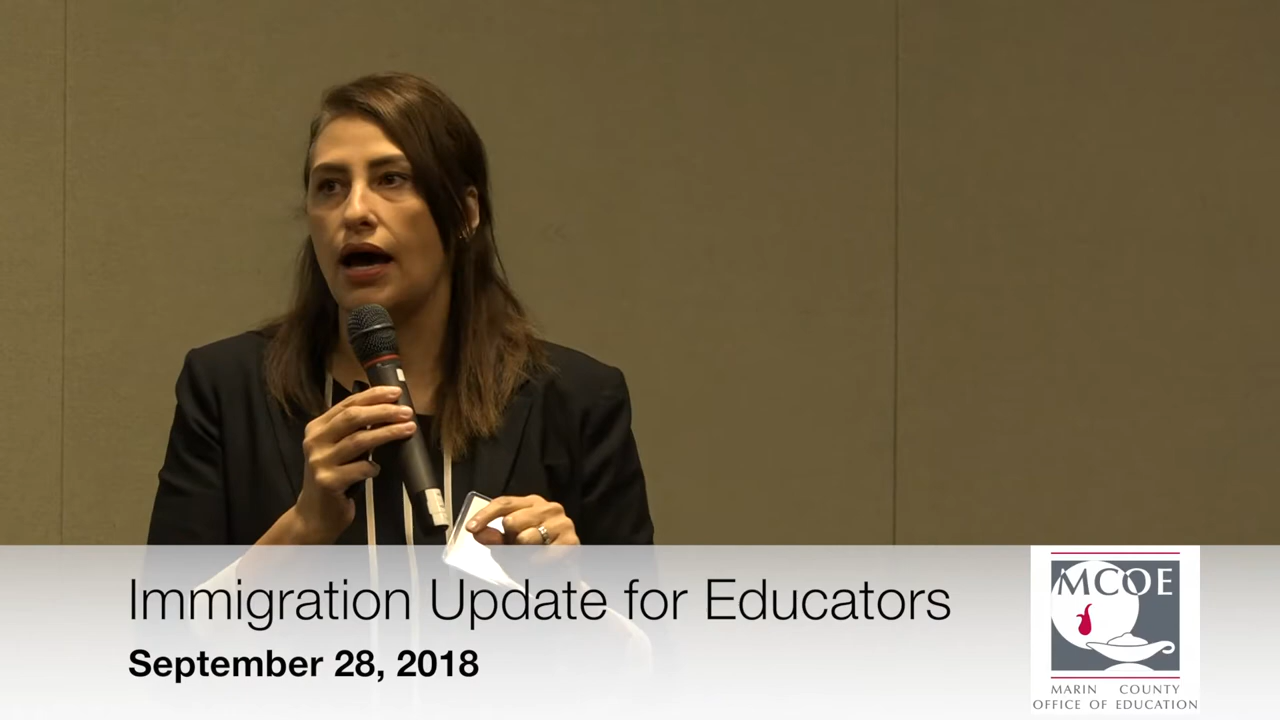 Immigration Update for Educators
September 28, 2018
MCOE
MARIN COUNTY
OFFICE OF EDUCATION